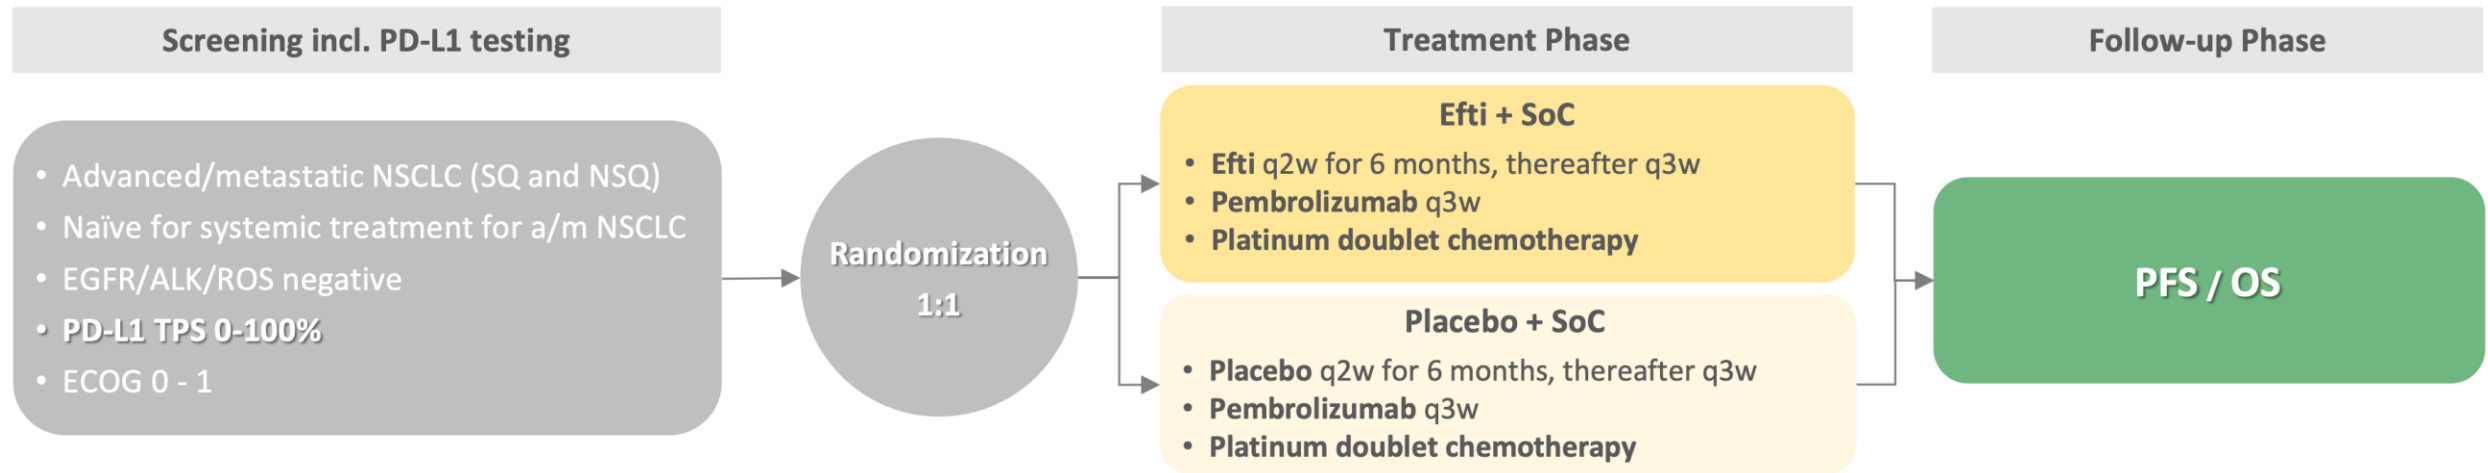 Screening incl. PD-L1 testing
• Advanced/metastatic NSCLC (SQ and NSQ)
• Naïve for systemic treatment for a/m NSCLC
• EGFR/ALK/ROS negative
• PD-L1 TPS 0-100%
• ECOG 0 - 1
Randomization
1:1
Treatment Phase
Efti + SoC
• Efti q2w for 6 months, thereafter q3w
• Pembrolizumab q3w
• Platinum doublet chemotherapy
Placebo + SoC
• Placebo q2w for 6 months, thereafter q3w
• Pembrolizumab q3w
• Platinum doublet chemotherapy
Follow-up Phase
PFS / OS